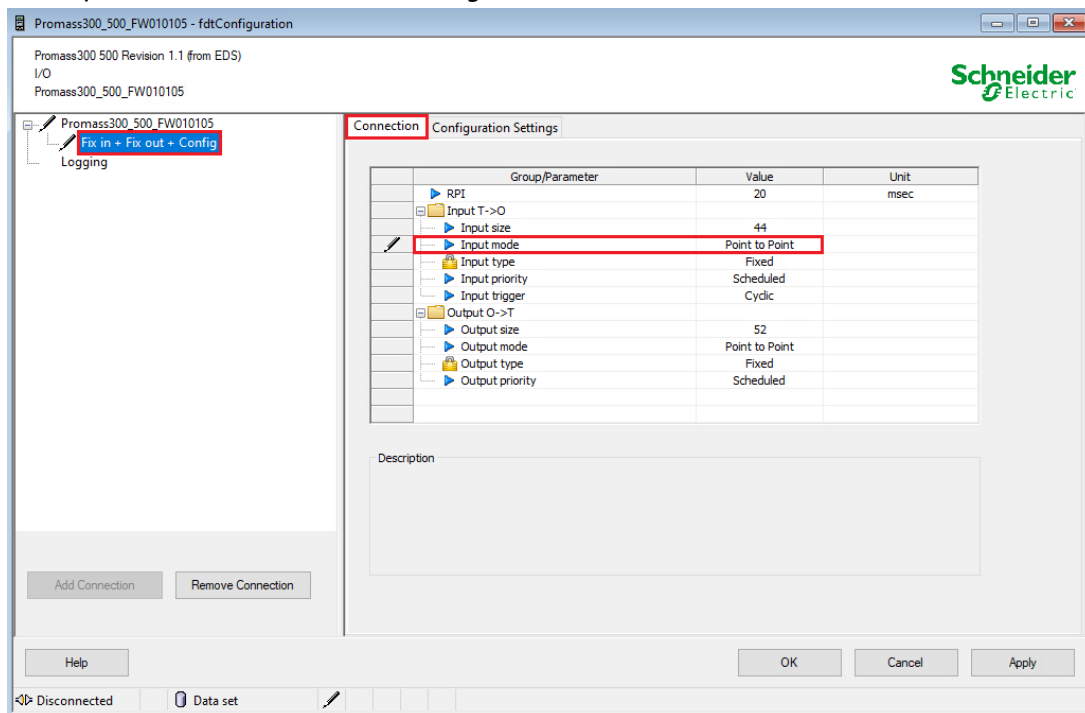 Promass300_500_FW010105 - fdtConfiguration
Promass300 500 Revision 1.1 (from EDS)
I/O
Promass300_500_FW010105
Schneider
Electric
Promass300_500_FW010105
Fix in + Fix out + Config
Logging
Connection Configuration Settings
Group/Parameter Value Unit
RPI 20 msec
Input T->O
Input size 44
Input mode Point to Point
Input type Fixed
Input priority Scheduled
Input trigger Cyclic
Output O->T
Output size 52
Output mode Point to Point
Output type Fixed
Output priority Scheduled
Description
Add Connection Remove Connection
Help OK Cancel Apply
Disconnected Data set